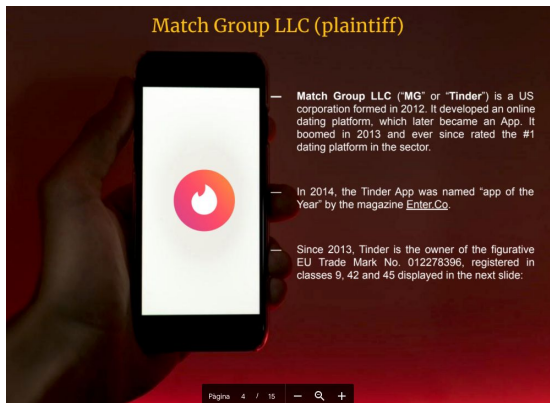 Match Group LLC (plaintiff)
Match Group LLC (“MG” or “Tinder”) is a US
corporation formed in 2012. It developed an online
dating platform, which later became an App. It
boomed in 2013 and ever since rated the #1
dating platform in the sector.
In 2014, the Tinder App was named “app of the
Year” by the magazine Enter.Co.
Since 2013, Tinder is the owner of the figurative
EU Trade Mark No. 012278396, registered in
classes 9, 42 and 45 displayed in the next slide:
Página 4 / 15